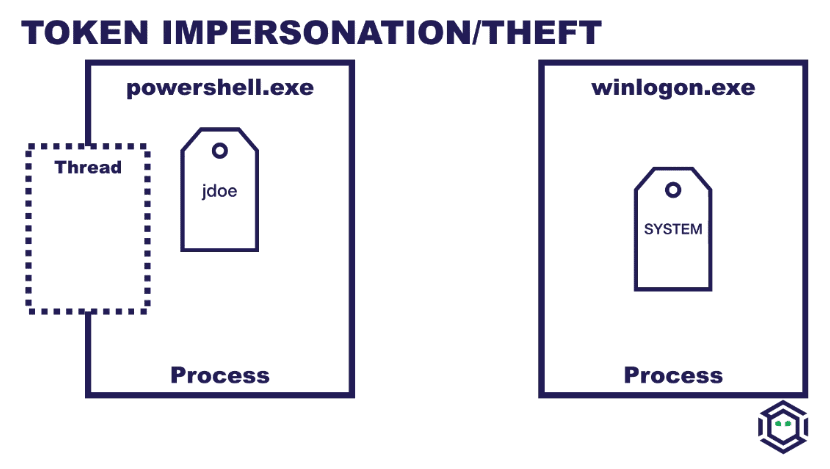 TOKEN IMPERSONATION/THEFT
powershell.exe
winlogon.exe
Thread
jdoe
SYSTEM
Process
Process